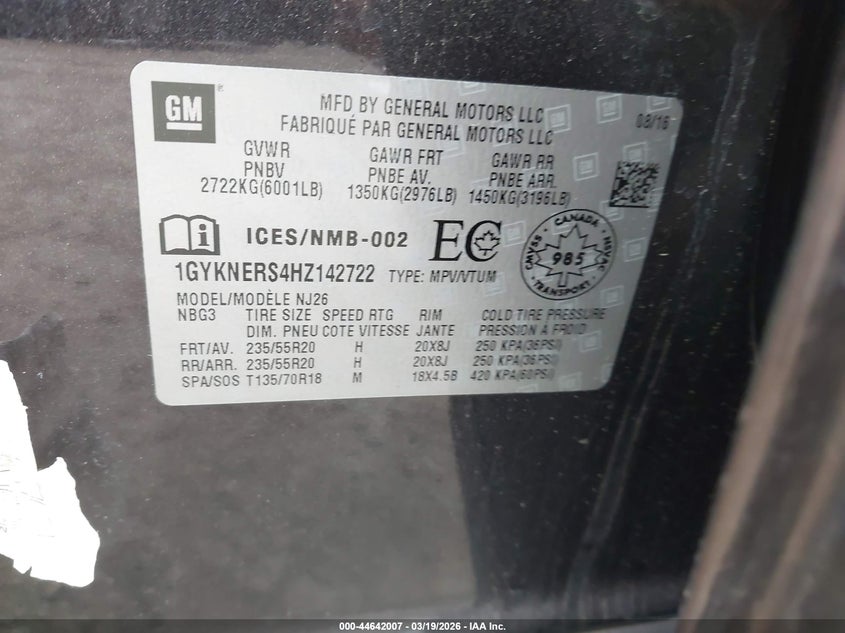 GM
MFD BY GENERAL MOTORS LLC
FABRIQUÉ PAR GENERAL MOTORS LLC
08/16
GVWR GAWR FRT GAWR RR
PNBV PNBE AV. PNBE ARR.
2722KG(6001LB) 1350KG(2976LB) 1450KG(3196LB)
ICES/NMB-002 EC
CANADA
CMVSS 985 NSVAC
TRANSPORT
1GYKNERS4HZ142722 TYPE: MPV/VTUM
MODEL/MODÈLE NJ26
NBG3 TIRE SIZE SPEED RTG RIM COLD TIRE PRESSURE
DIM. PNEU COTE VITESSE JANTE PRESSION À FROID
FRT/AV. 235/55R20 H 20X8J 250 KPA(36PSI)
RR/ARR. 235/55R20 H 20X8J 250 KPA(36PSI)
SPA/SOS T135/70R18 M 18X4.5B 420 KPA(60PSI)
000-44642007 | 03/19/2026 - IAA Inc.